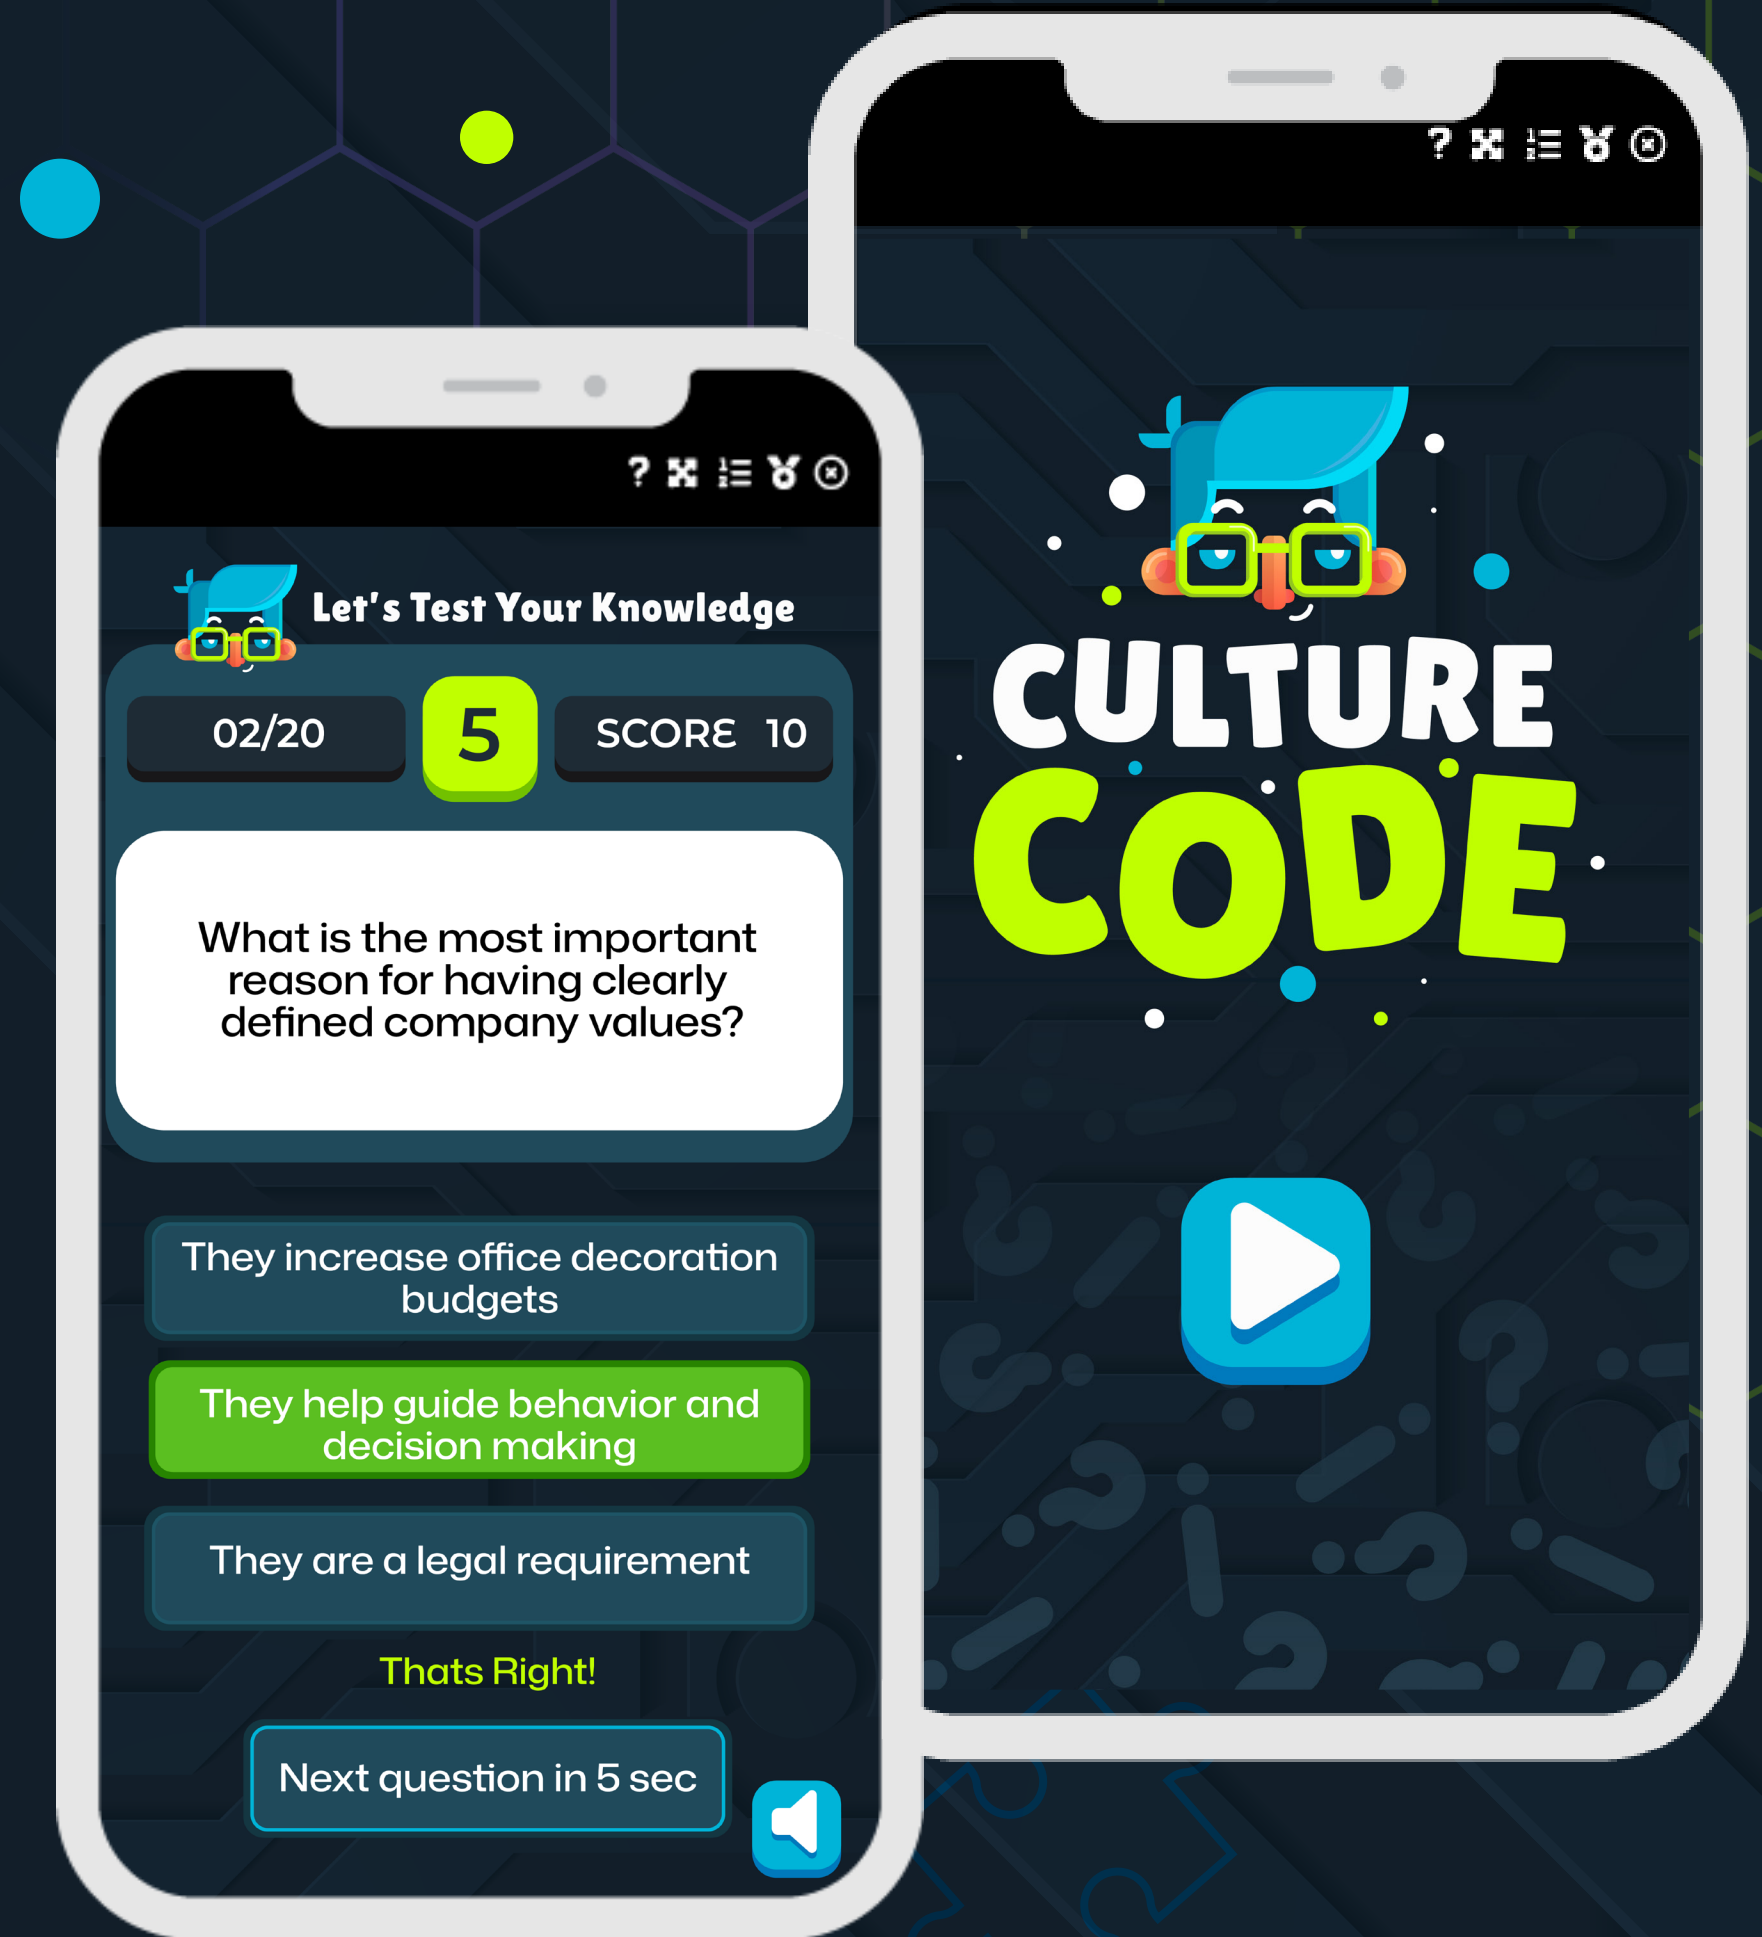 Let's Test Your Knowledge
02/20
5
SCORE 10
What is the most important
reason for having clearly
defined company values?
They increase office decoration
budgets
They help guide behavior and
decision making
They are a legal requirement
Thats Right!
Next question in 5 sec
CULTURE
CODE